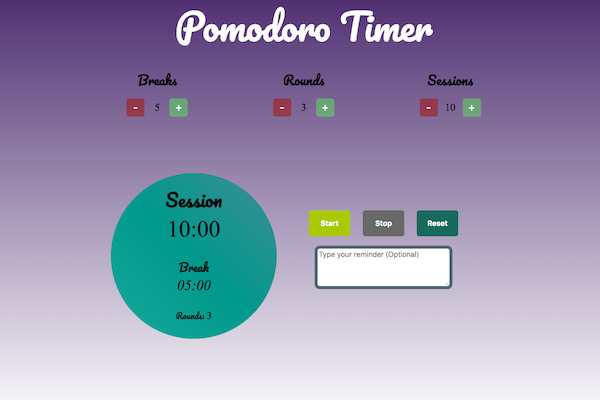 Pomodoro Timer
Breaks Rounds Sessions
- 5 + - 3 + - 10 +
Session
10:00
Break
05:00
Rounds: 3
Start Stop Reset
Type your reminder (Optional)